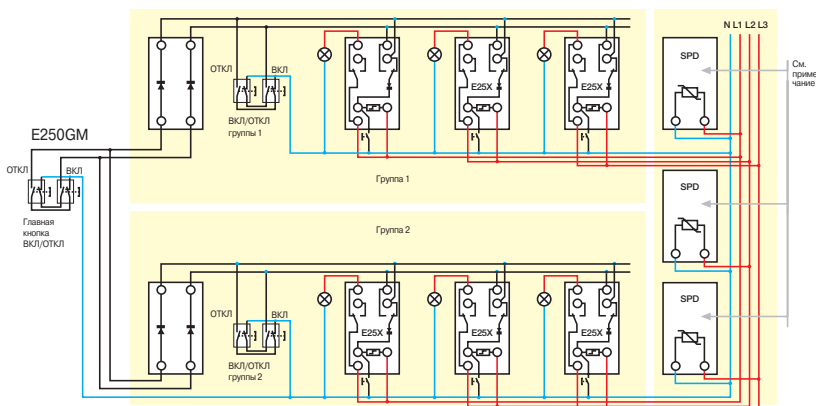 N L1 L2 L3
SPD
См.
приме
чание
ОТКЛ
ВКЛ
E25X
E25X
ВКЛ/ОТКЛ
группы 1
E250GM
ОТКЛ
ВКЛ
Группа 1
SPD
Главная
кнопка
ВКЛ/ОТКЛ
Группа 2
SPD
ОТКЛ
ВКЛ
E25X
E25X
E25X
ВКЛ/ОТКЛ
группы 2